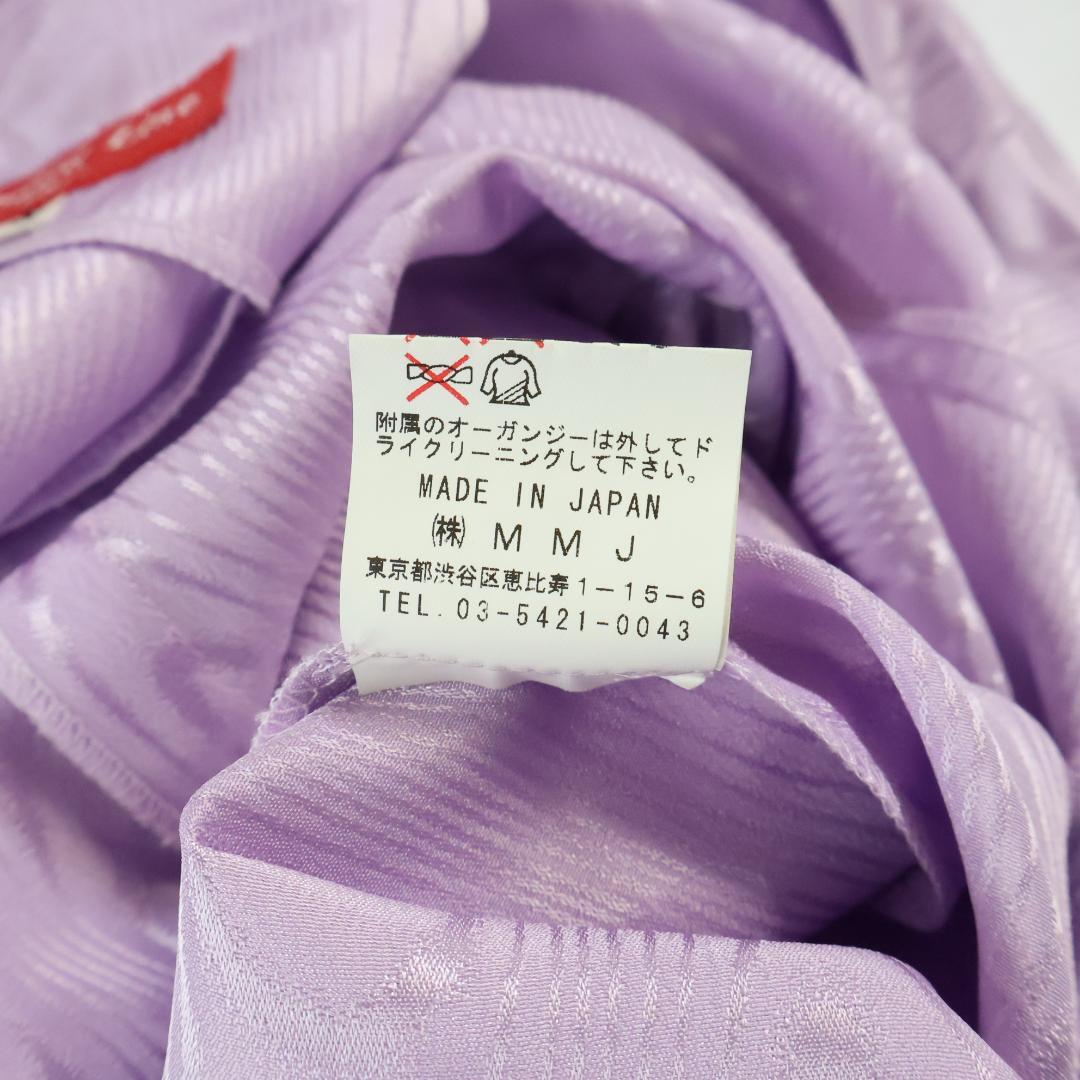 附属のオーガンジーは外してド
ライクリーニングして下さい。
MADE IN JAPAN
㈱ M M J
東京都渋谷区恵比寿1－15－6
TEL. 03-5421-0043